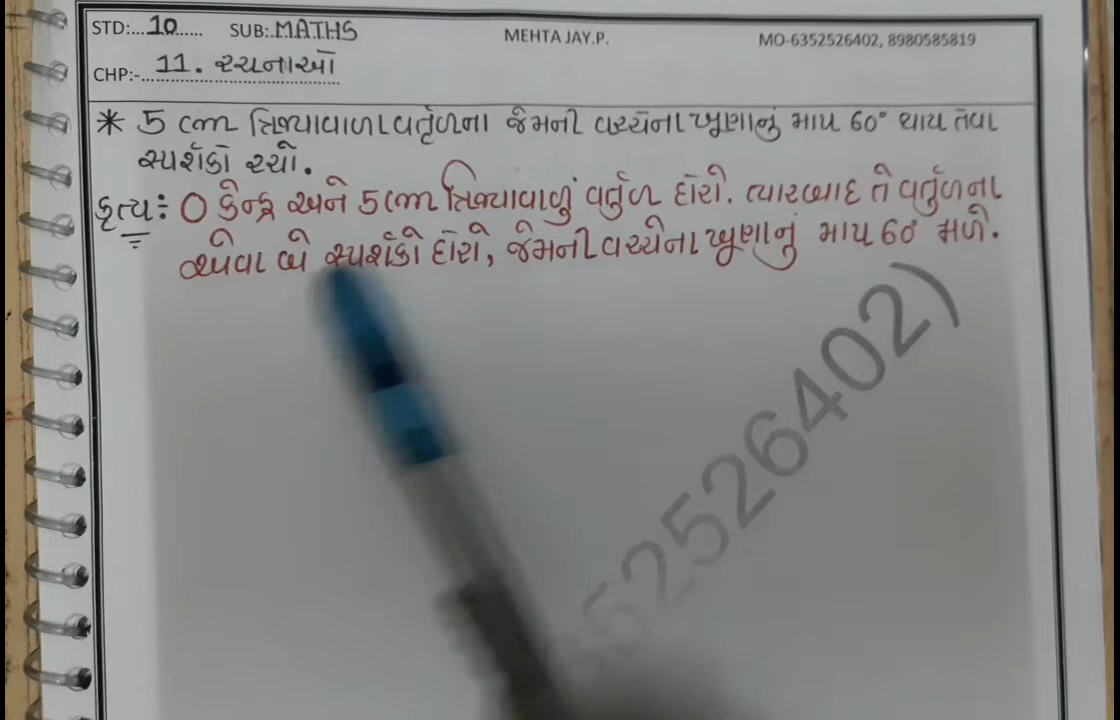 STD:...10...... SUB:.MATHS MEHTA JAY.P. MO-6352526402, 8980585819
CHP:-..11. રચનાઓ
* 5 cm ત્રિજ્યાવાળા વર્તુળના જેમની વચ્ચેના ખૂણાનું માપ 60° થાય તેવા
સ્પર્શકો રચો.
કૃત્ય: O કેન્દ્ર અને 5 cm ત્રિજ્યાવાળું વર્તુળ દોરો. ત્યારબાદ તે વર્તુળના
એવા બે સ્પર્શકો દોરો, જેમની વચ્ચેના ખૂણાનું માપ 60° મળે.
52526402)